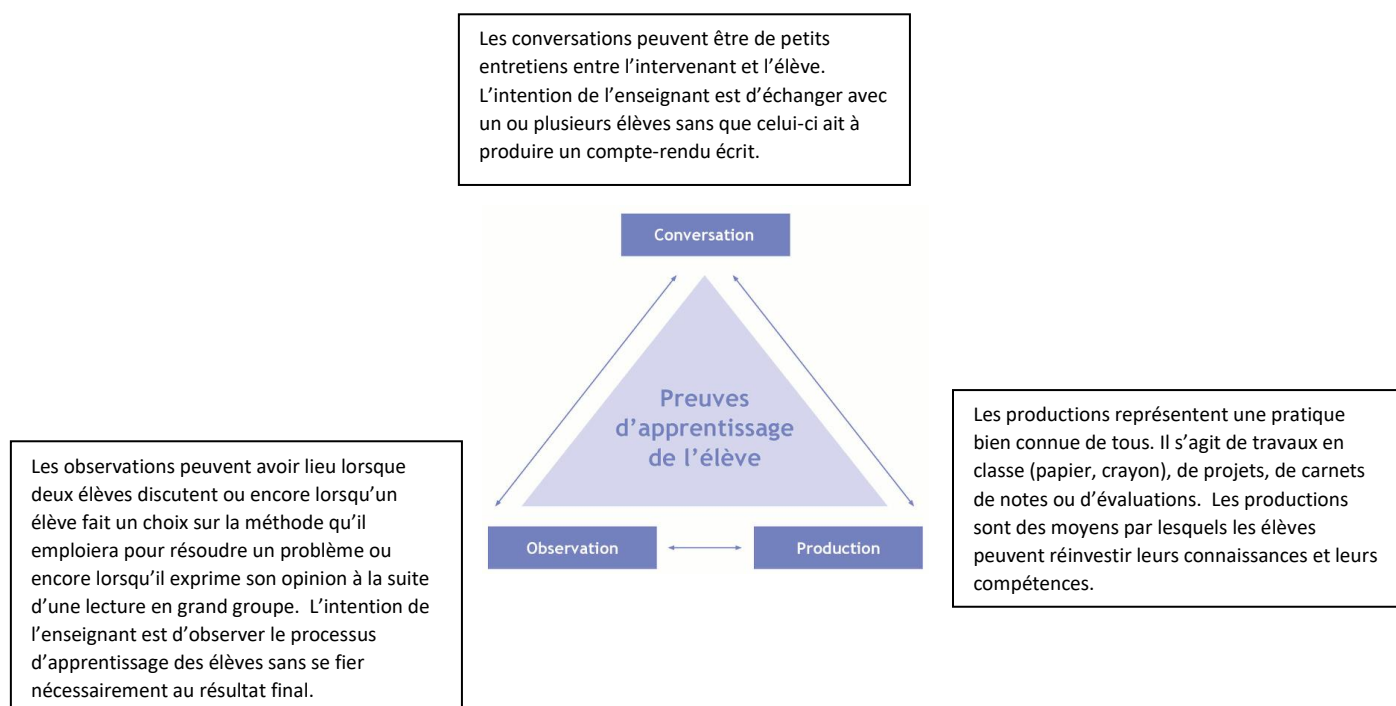 Les conversations peuvent être de petits
entretiens entre l’intervenant et l’élève.
L’intention de l’enseignant est d’échanger avec
un ou plusieurs élèves sans que celui-ci ait à
produire un compte-rendu écrit.
Conversation
Preuves
d’apprentissage
de l’élève
Observation
Production
Les observations peuvent avoir lieu lorsque
deux élèves discutent ou encore lorsqu’un
élève fait un choix sur la méthode qu’il
emploiera pour résoudre un problème ou
encore lorsqu’il exprime son opinion à la suite
d’une lecture en grand groupe.  L’intention de
l’enseignant est d’observer le processus
d’apprentissage des élèves sans se fier
nécessairement au résultat final.
Les productions représentent une pratique
bien connue de tous. Il s’agit de travaux en
classe (papier, crayon), de projets, de carnets
de notes ou d’évaluations.  Les productions
sont des moyens par lesquels les élèves
peuvent réinvestir leurs connaissances et leurs
compétences.